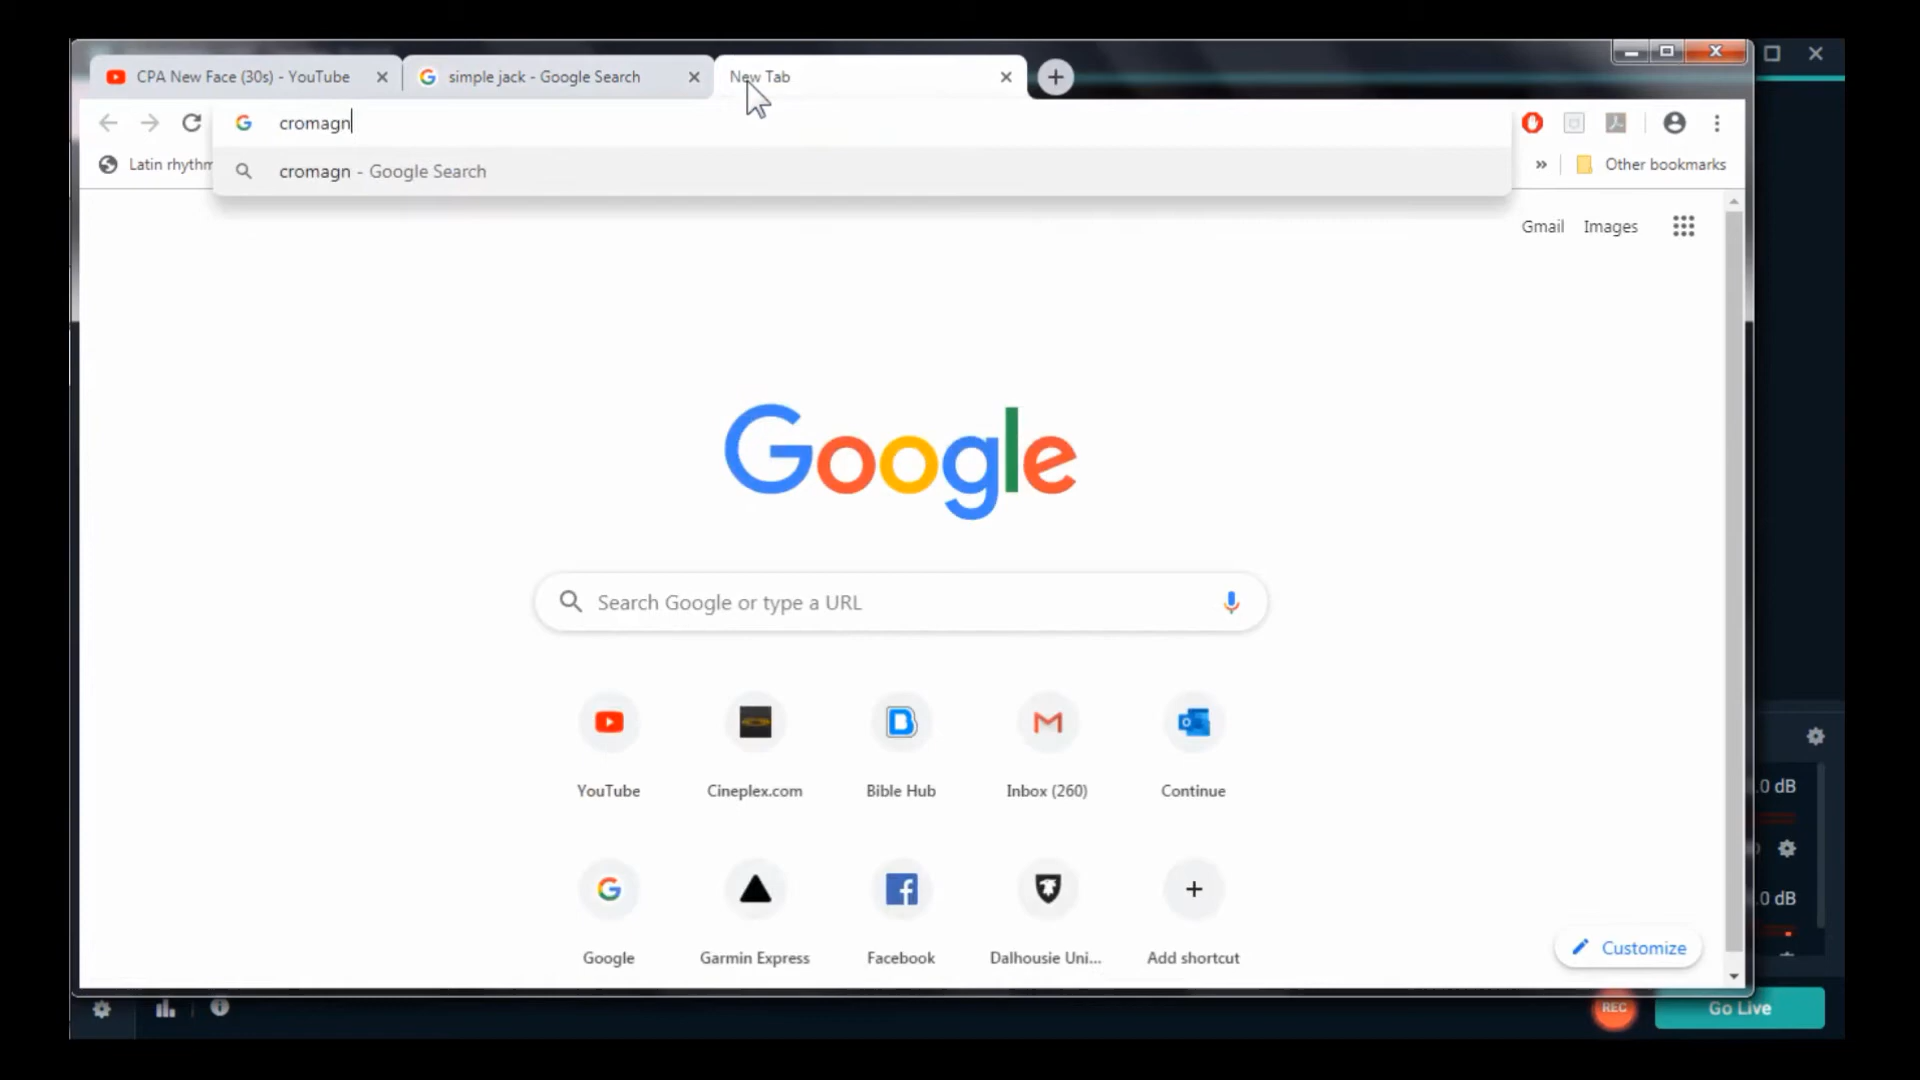 CPA New Face (30s) - YouTube
simple jack - Google Search
New Tab
cromagn
Latin rhythm
cromagn - Google Search
Other bookmarks
Gmail
Images
Google
Search Google or type a URL
YouTube
Cineplex.com
Bible Hub
Inbox (260)
Continue
Google
Garmin Express
Facebook
Dalhousie Uni...
Add shortcut
Customize
.0 dB
.0 dB
REC
Go Live